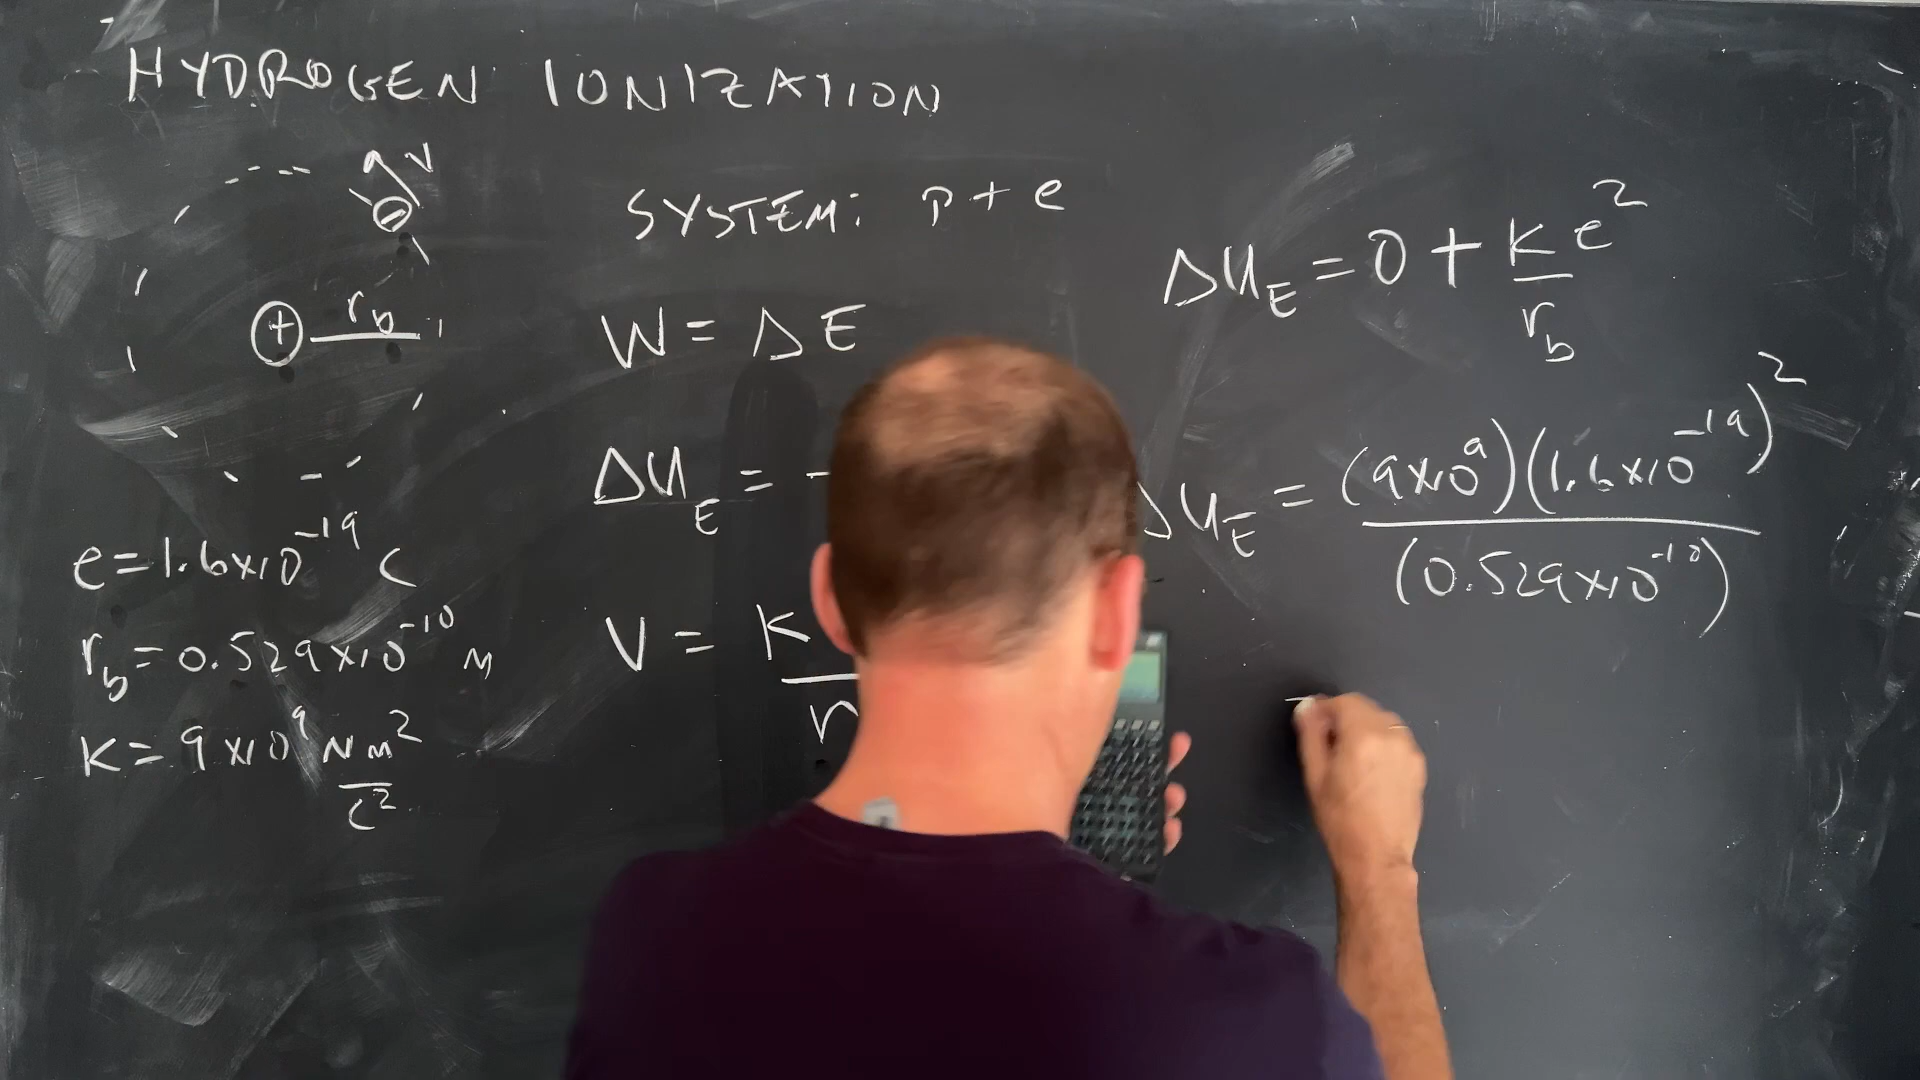 HYDROGEN IONIZATION
v
⊖
⊕ r_b
e = 1.6x10^-19 C
r_b = 0.529x10^-10 M
K = 9x10^9 N m^2 / C^2
SYSTEM: P + e
W = ΔE
ΔU_E = -
V = K
r
ΔU_E = 0 + K e^2 / r_b
ΔU_E = (9x10^9)(1.6x10^-19)^2 / (0.529x10^-10)